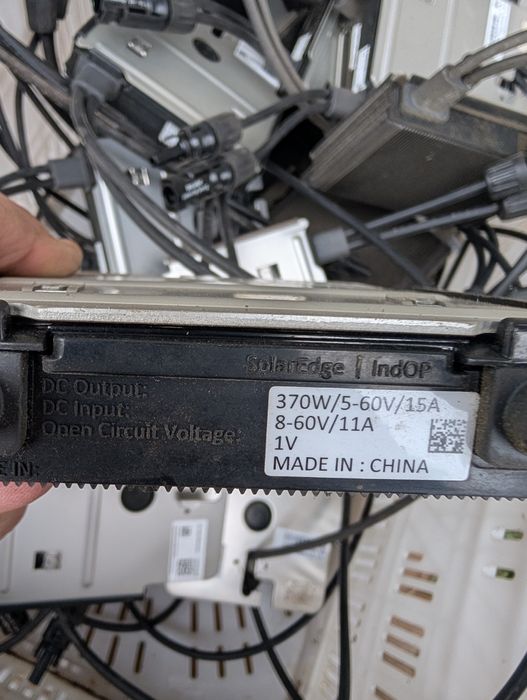 SolarEdge | IndOP
DC Output:
370W/5-60V/15A
DC Input:
8-60V/11A
Open Circuit Voltage:
1V
E IN:
MADE IN : CHINA